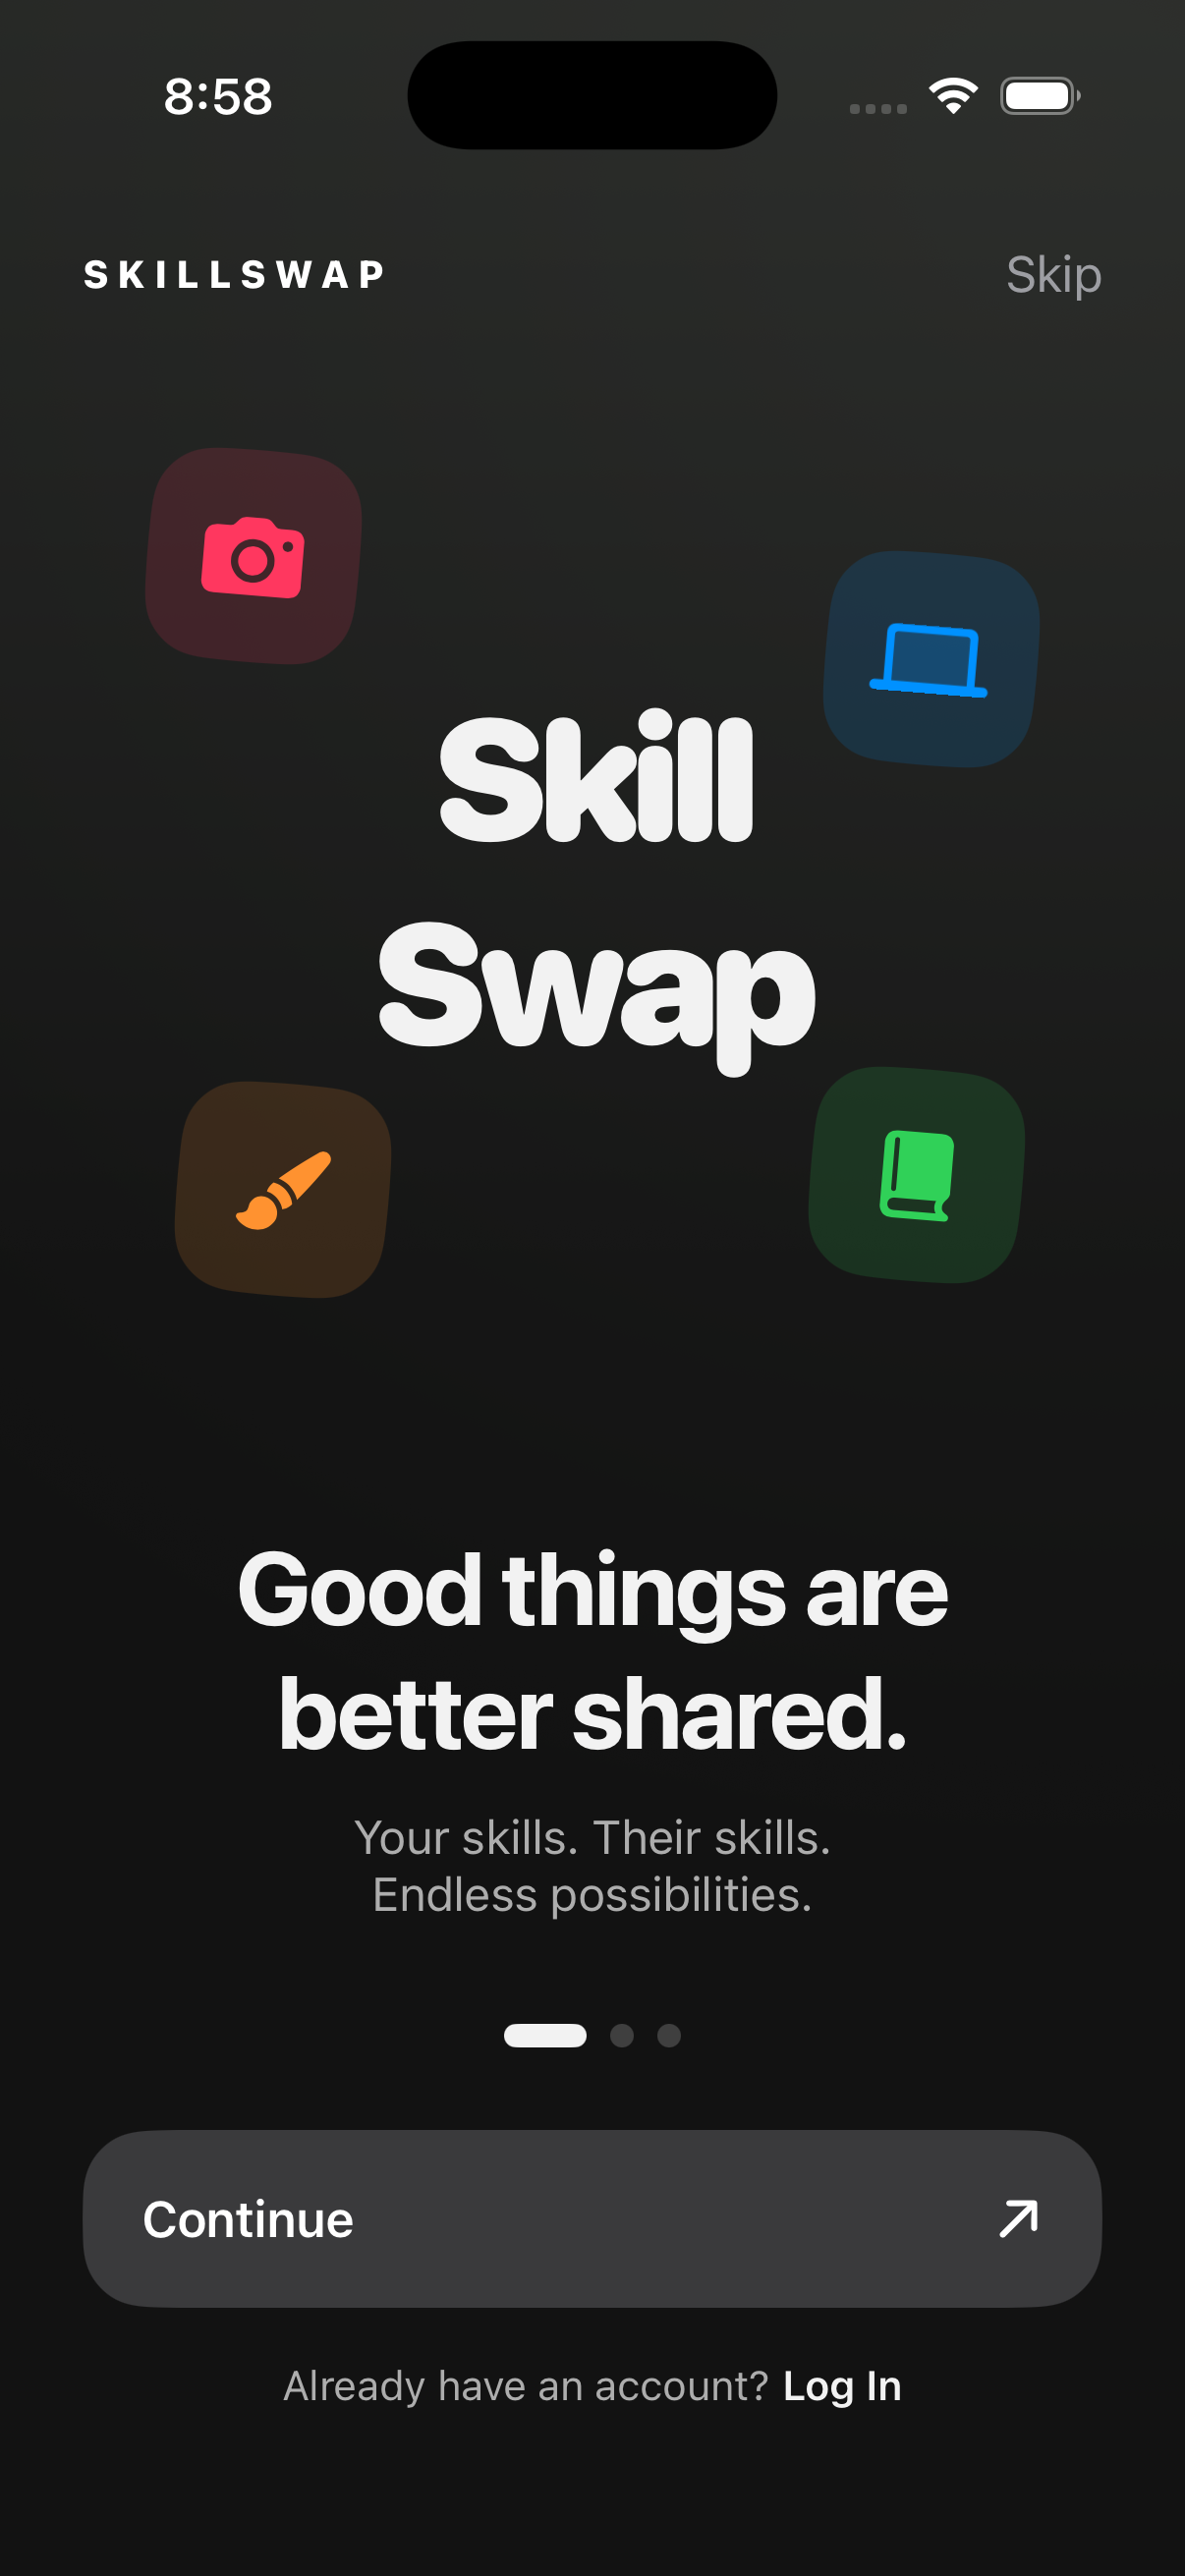 8:58
SKILLSWAP
Skip
Skill
Swap
Good things are
better shared.
Your skills. Their skills.
Endless possibilities.
Continue
Already have an account? Log In